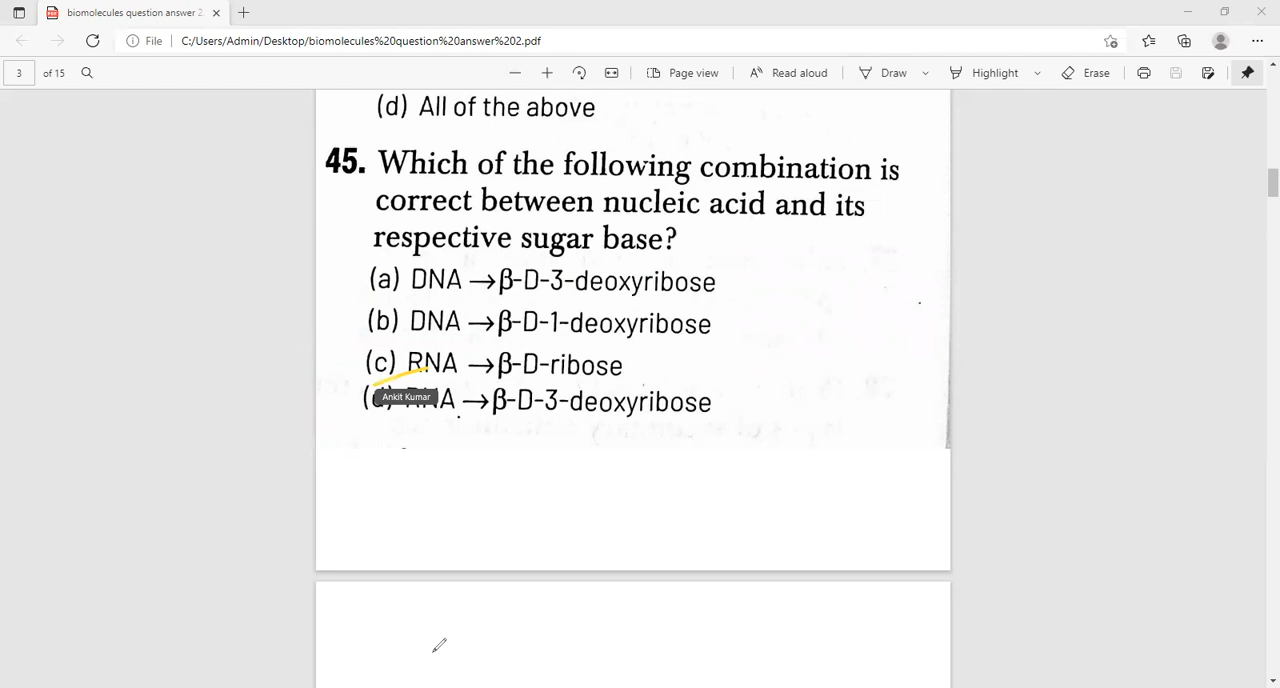 biomolecules question answer 2
File C:/Users/Admin/Desktop/biomolecules%20question%20answer%202.pdf
3 of 15 Page view Read aloud Draw Highlight Erase
(d) All of the above
45. Which of the following combination is
correct between nucleic acid and its
respective sugar base?
(a) DNA →β-D-3-deoxyribose
(b) DNA →β-D-1-deoxyribose
(c) RNA →β-D-ribose
(d) RNA →β-D-3-deoxyribose
Ankit Kumar